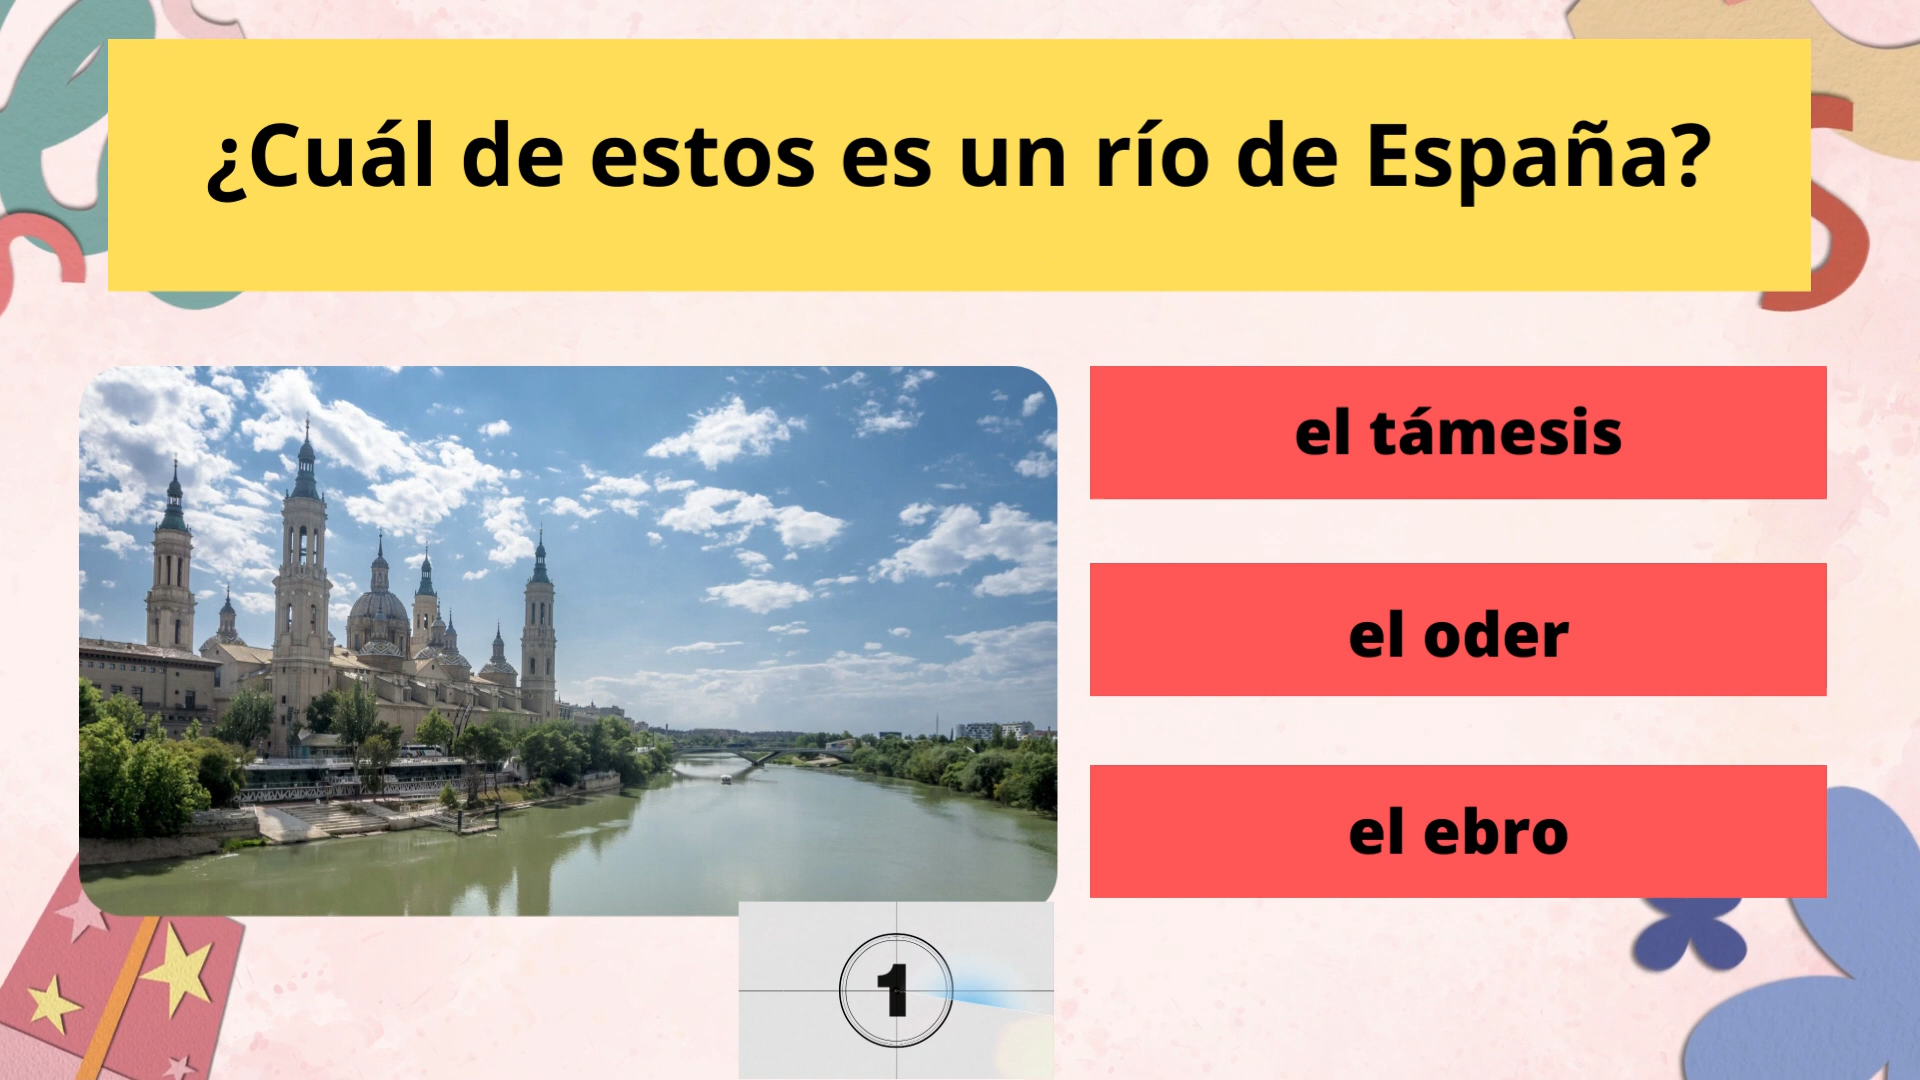 ¿Cuál de estos es un río de España?
el támesis
el oder
el ebro
1